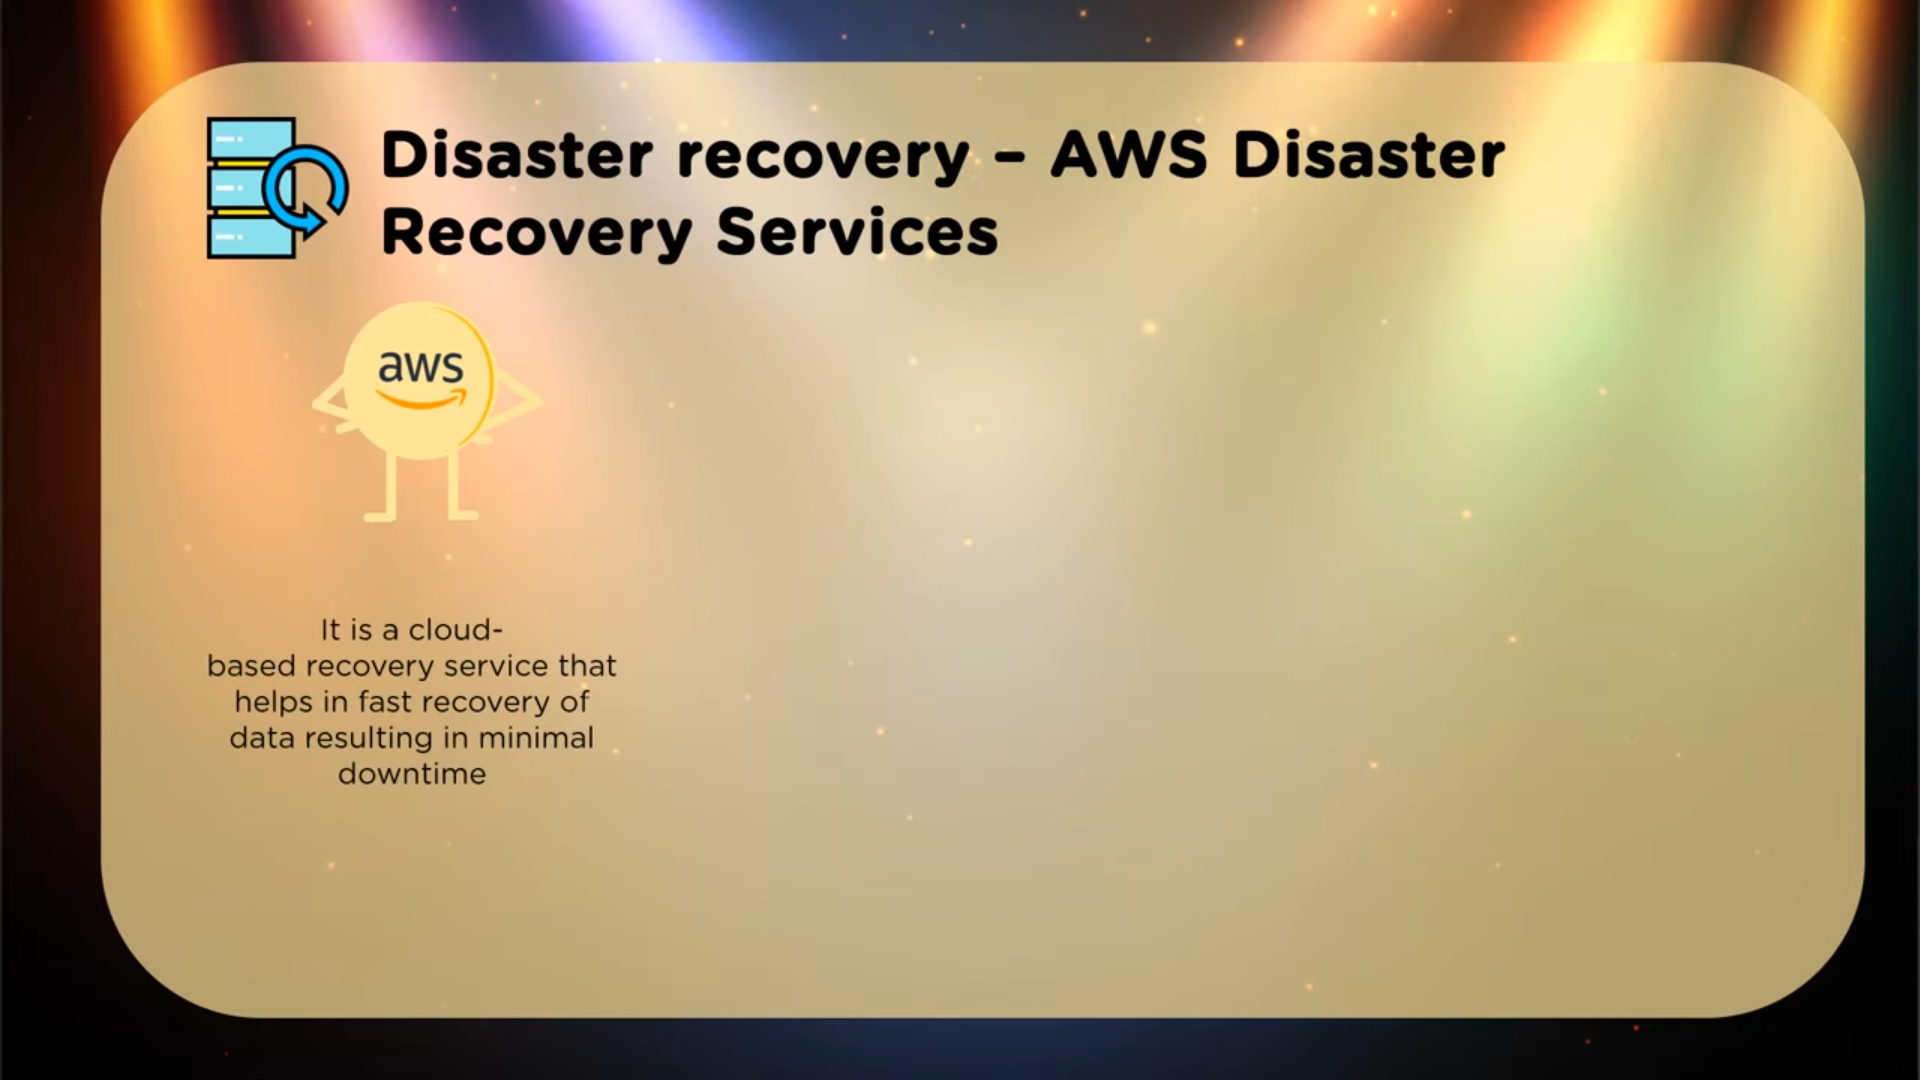 Disaster recovery – AWS Disaster
Recovery Services
aws
It is a cloud-
based recovery service that
helps in fast recovery of
data resulting in minimal
downtime